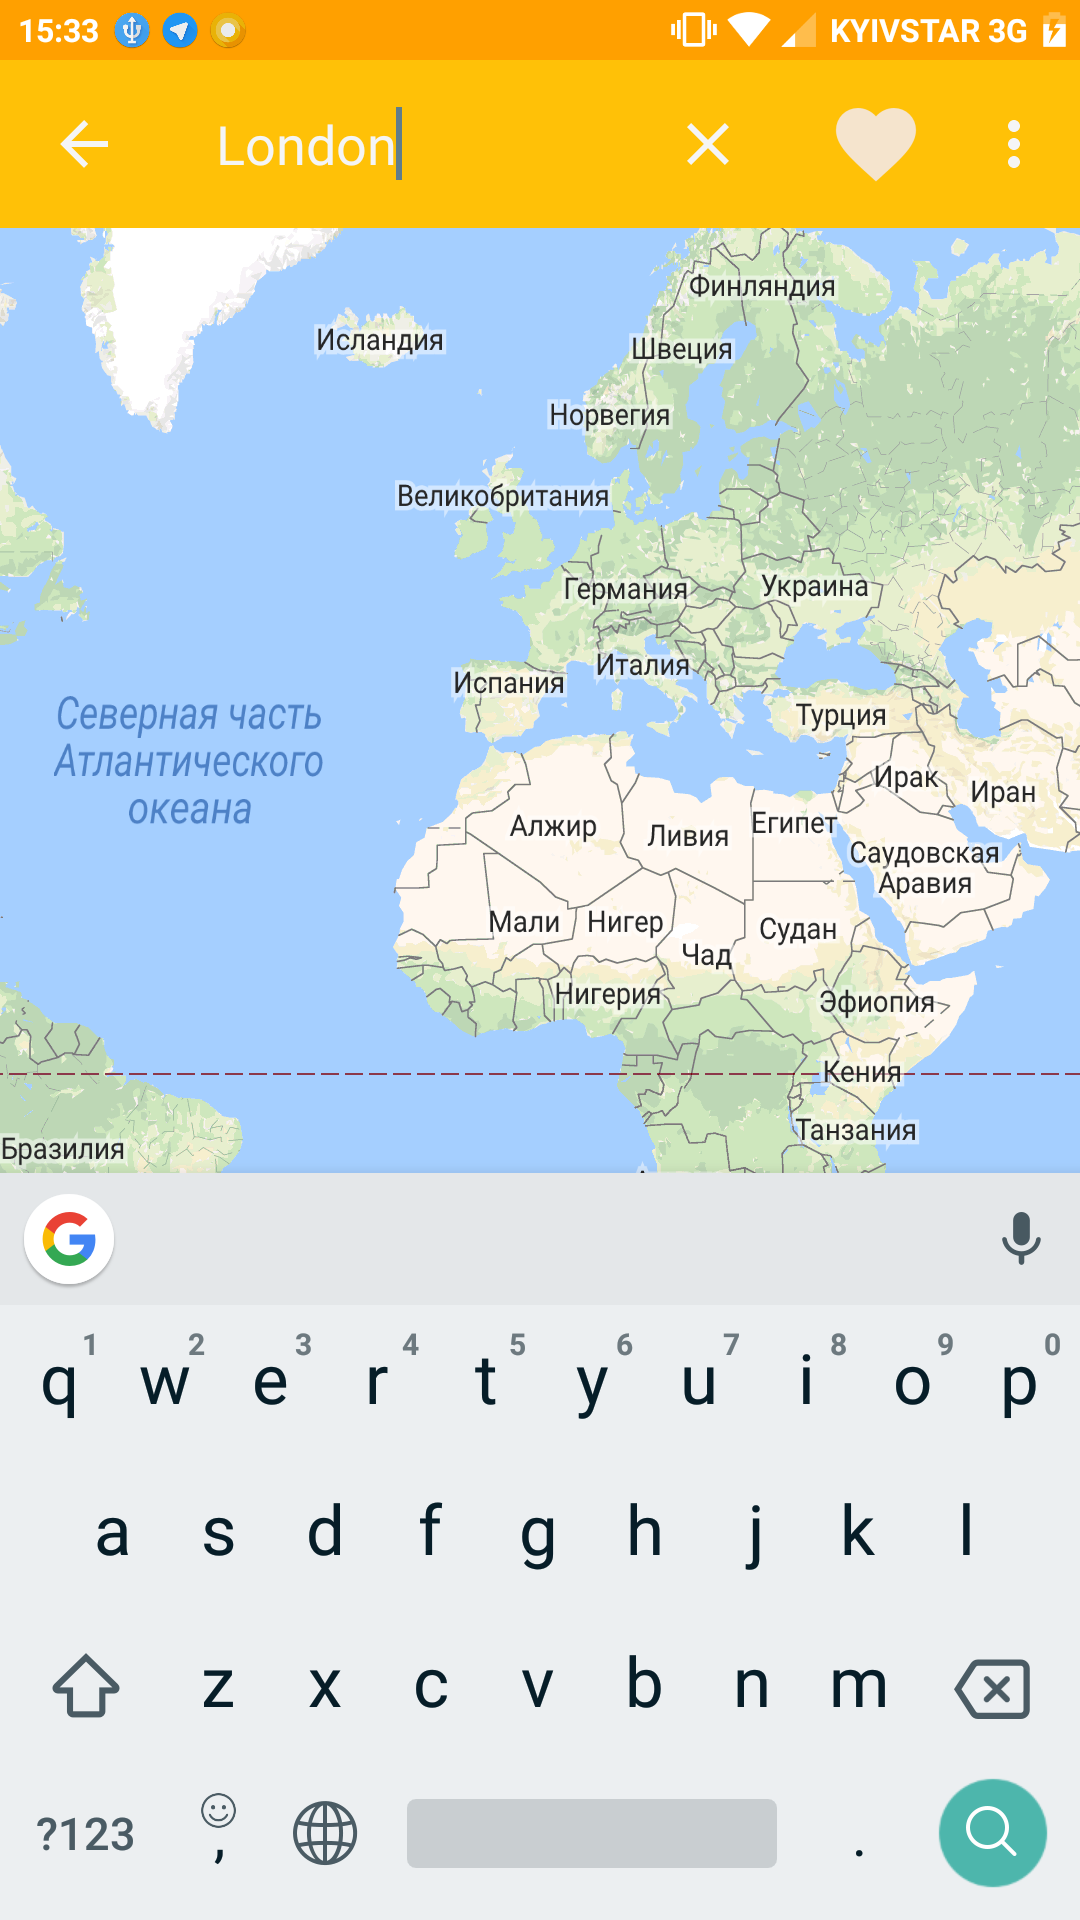 15:33 KYIVSTAR 3G
London
Финляндия
Исландия
Швеция
Норвегия
Великобритания
Германия
Украина
Италия
Испания
Северная часть
Атлантического
океана
Турция
Ирак
Иран
Алжир
Ливия
Египет
Саудовская
Аравия
Мали
Нигер
Судан
Чад
Нигерия
Эфиопия
Кения
Танзания
Бразилия
1 2 3 4 5 6 7 8 9 0
q w e r t y u i o p
a s d f g h j k l
z x c v b n m
?123 , .